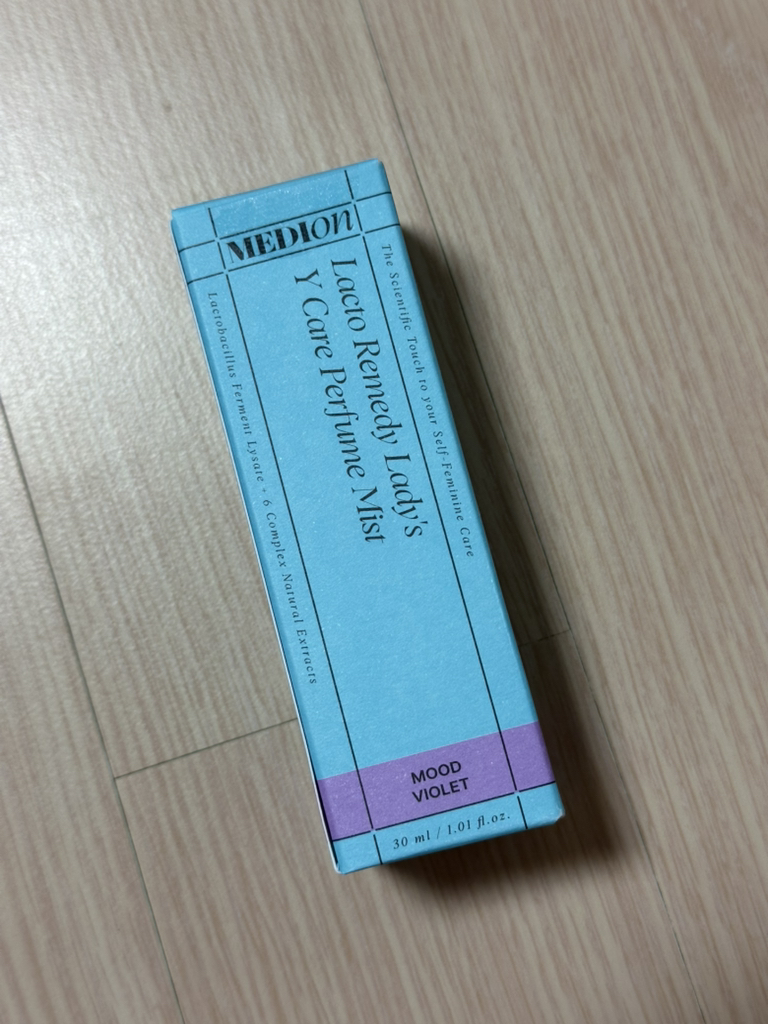 MEDION
The Scientific Touch to your Self-Feminine Care
Lacto Remedy Lady's
Y Care Perfume Mist
Lactobacillus Ferment Lysate + 6 Complex Natural Extracts
MOOD
VIOLET
30 ml / 1.01 fl.oz.